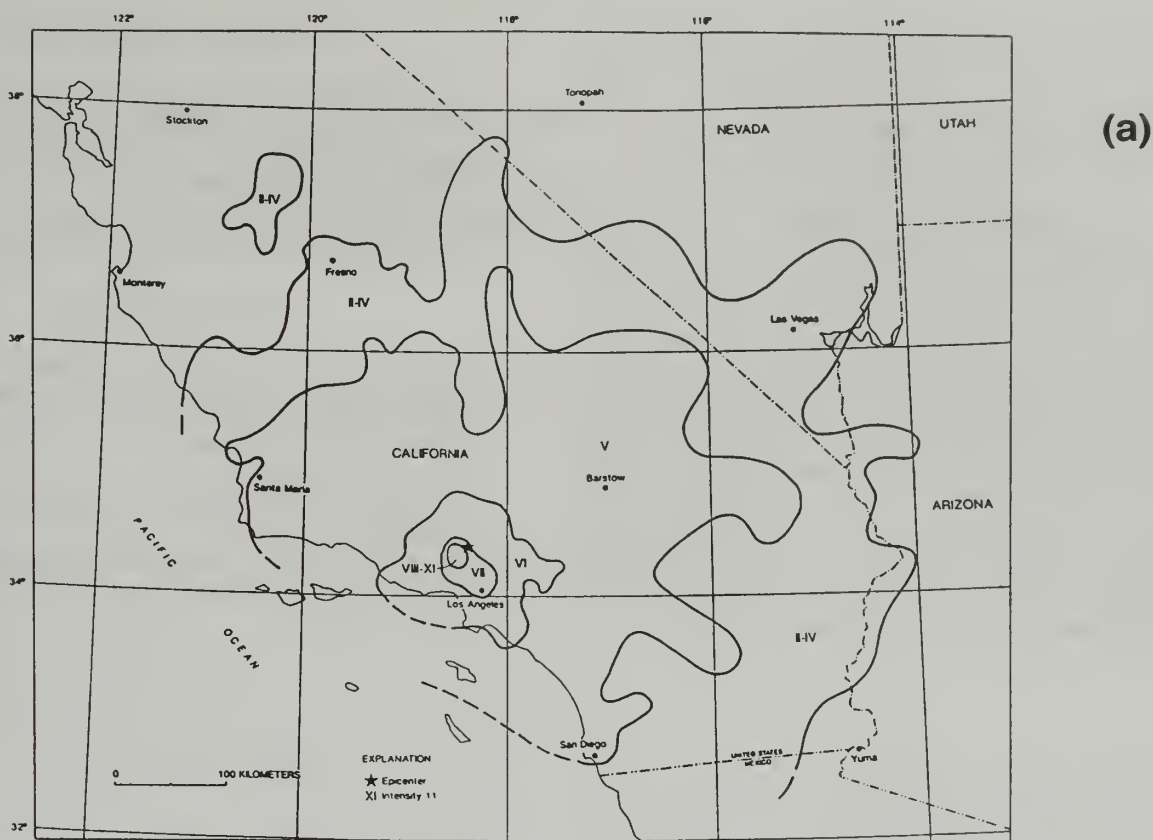 122°
120°
118°
116°
114°
38°
Tonopah
Stockton
NEVADA
UTAH
(a)
II-IV
Fresno
Monterey
II-IV
Las Vegas
36°
CALIFORNIA
V
Santa Maria
Barstow
ARIZONA
PACIFIC
VIII-XI
VII
VI
34°
Los Angeles
OCEAN
II-IV
San Diego
EXPLANATION
UNITED STATES
MEXICO
Yuma
0
100 KILOMETERS
Epicenter
XI Intensity 11
32°